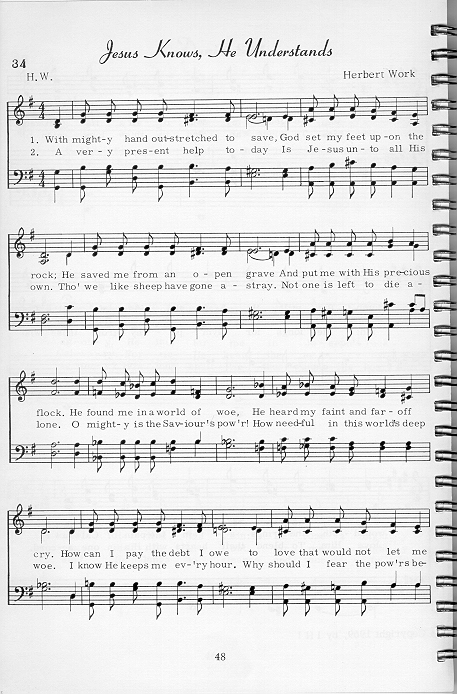 Jesus Knows, He Understands
34
H.W.
Herbert Work
1. With might-y hand out-stretched to save, God set my feet up-on the
2. A ver-y pres-ent help to-day Is Je-sus un-to all His
rock; He saved me from an o-pen grave And put me with His pre-cious
own. Tho' we like sheep have gone a-stray. Not one is left to die a-
flock. He found me in a world of woe, He heard my faint and far-off
lone. O might-y is the Sav-iour's pow'r! How need-ful in this world's deep
cry. How can I pay the debt I owe to love that would not let me
woe. I know He keeps me ev-'ry hour. Why should I fear the pow'rs be-
48